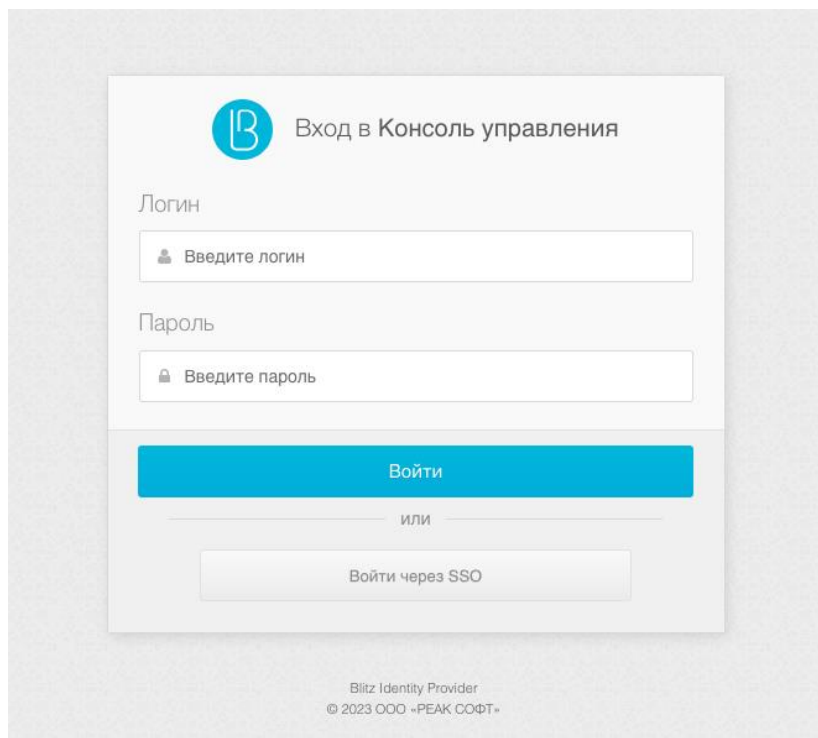 Вход в Консоль управления
Логин
Введите логин
Пароль
Введите пароль
Войти
или
Войти через SSO
Blitz Identity Provider
© 2023 ООО «РЕАК СОФТ»